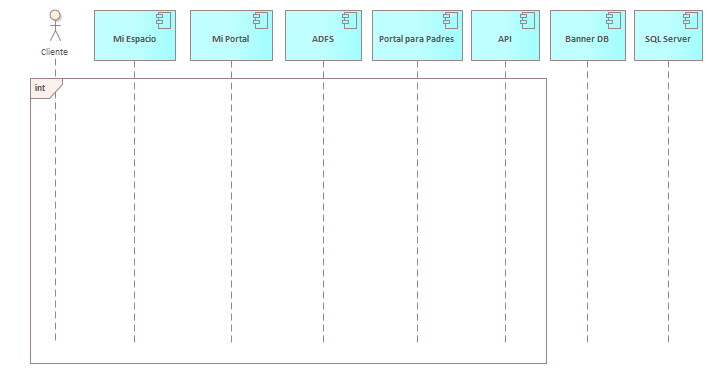 Cliente
Mi Espacio
Mi Portal
ADFS
Portal para Padres
API
Banner DB
SQL Server
int